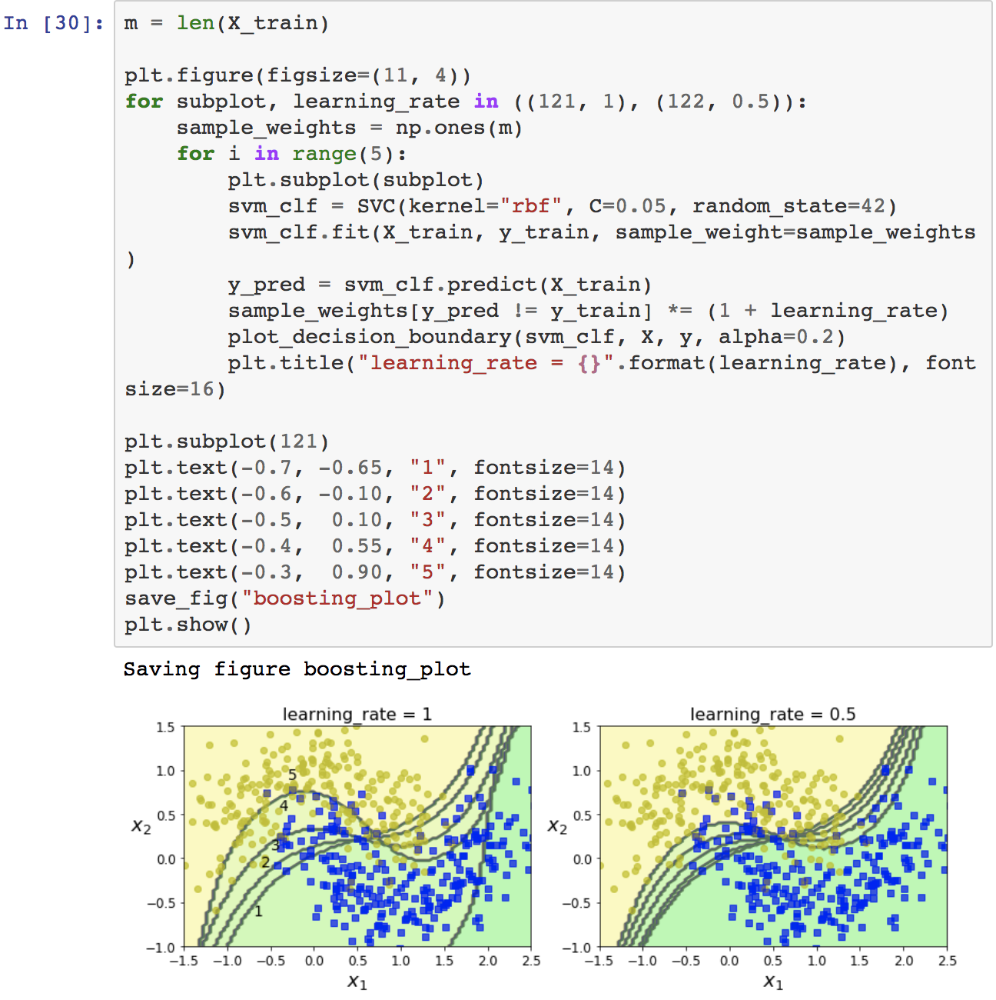 In [30]: m = len(X_train)
plt.figure(figsize=(11, 4))
for subplot, learning_rate in ((121, 1), (122, 0.5)):
    sample_weights = np.ones(m)
    for i in range(5):
        plt.subplot(subplot)
        svm_clf = SVC(kernel="rbf", C=0.05, random_state=42)
        svm_clf.fit(X_train, y_train, sample_weight=sample_weights
)
        y_pred = svm_clf.predict(X_train)
        sample_weights[y_pred != y_train] *= (1 + learning_rate)
        plot_decision_boundary(svm_clf, X, y, alpha=0.2)
        plt.title("learning_rate = {}".format(learning_rate), font
size=16)
plt.subplot(121)
plt.text(-0.7, -0.65, "1", fontsize=14)
plt.text(-0.6, -0.10, "2", fontsize=14)
plt.text(-0.5,  0.10, "3", fontsize=14)
plt.text(-0.4,  0.55, "4", fontsize=14)
plt.text(-0.3,  0.90, "5", fontsize=14)
save_fig("boosting_plot")
plt.show()
Saving figure boosting_plot
learning_rate = 1
1.5
1.0
0.5
0.0
−0.5
−1.0
x2
5
4
3
2
1
−1.5 −1.0 −0.5 0.0 0.5 1.0 1.5 2.0 2.5
x1
learning_rate = 0.5
1.5
1.0
0.5
0.0
−0.5
−1.0
x2
−1.5 −1.0 −0.5 0.0 0.5 1.0 1.5 2.0 2.5
x1